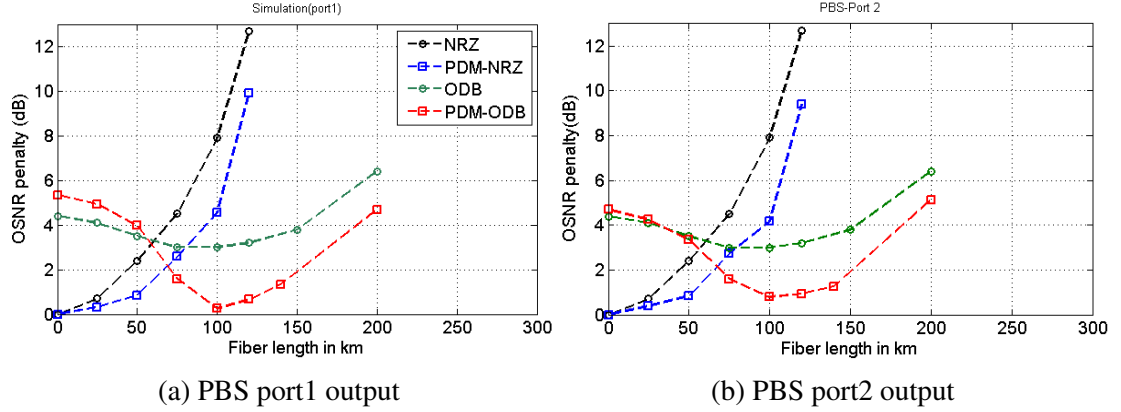 Simulation(port1)
OSNR penalty (dB)
12
10
8
6
4
2
0
0 50 100 150 200 250 300
Fiber length in km
NRZ
PDM-NRZ
ODB
PDM-ODB
(a) PBS port1 output
PBS-Port 2
OSNR penalty(dB)
12
10
8
6
4
2
0
0 50 100 150 200 250 300
Fiber length in km
(b) PBS port2 output